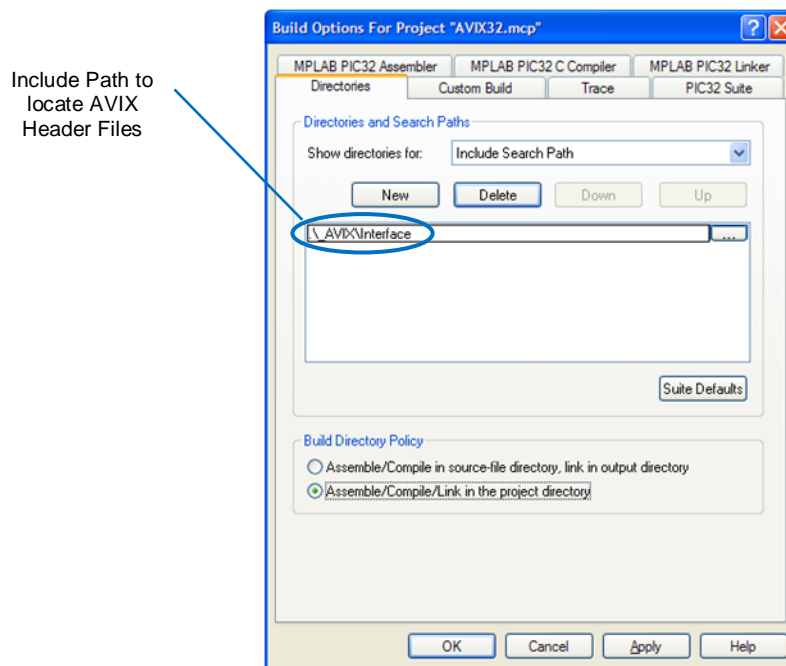 Build Options For Project "AVIX32.mcp"
MPLAB PIC32 Assembler MPLAB PIC32 C Compiler MPLAB PIC32 Linker
Directories Custom Build Trace PIC32 Suite
Include Path to
locate AVIX
Header Files
Directories and Search Paths
Show directories for: Include Search Path
New Delete Down Up
.\_AVIX\Interface ...
Suite Defaults
Build Directory Policy
Assemble/Compile in source-file directory, link in output directory
Assemble/Compile/Link in the project directory
OK Cancel Apply Help